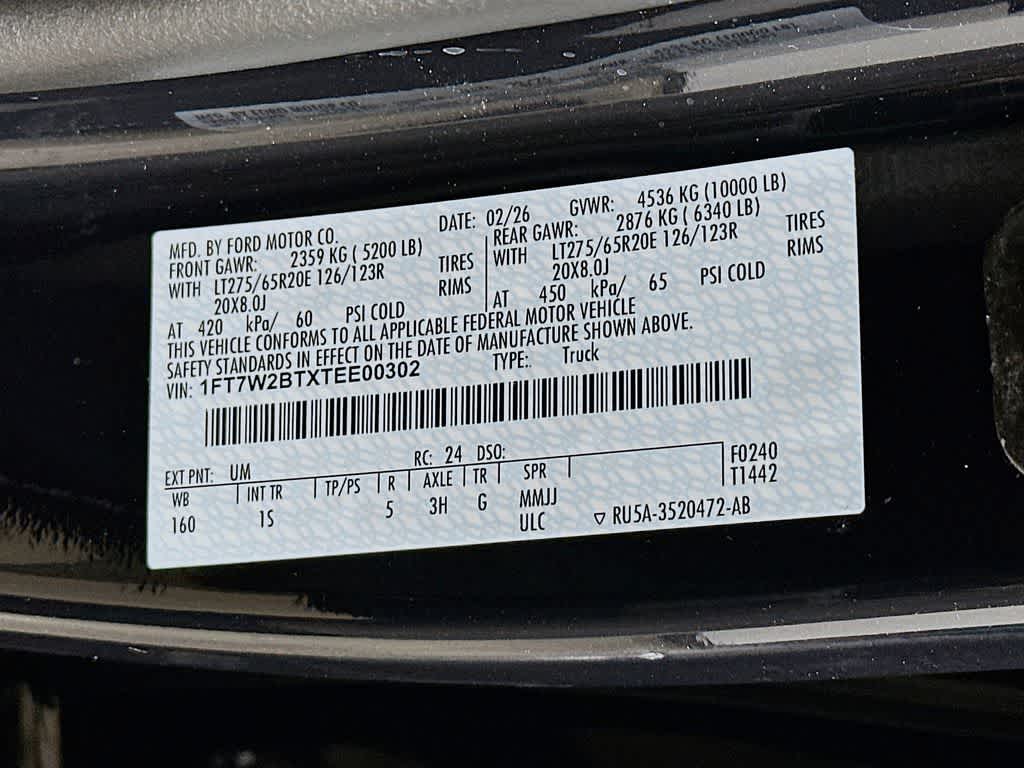 MFD. BY FORD MOTOR CO. DATE: 02/26 GVWR: 4536 KG (10000 LB)
FRONT GAWR: 2359 KG ( 5200 LB) REAR GAWR: 2876 KG ( 6340 LB)
WITH LT275/65R20E 126/123R TIRES WITH LT275/65R20E 126/123R TIRES
20X8.0J RIMS 20X8.0J RIMS
AT 420 kPa/ 60 PSI COLD AT 450 kPa/ 65 PSI COLD
THIS VEHICLE CONFORMS TO ALL APPLICABLE FEDERAL MOTOR VEHICLE
SAFETY STANDARDS IN EFFECT ON THE DATE OF MANUFACTURE SHOWN ABOVE.
VIN: 1FT7W2BTXTEE00302 TYPE:. Truck
EXT PNT: UM RC: 24 DSO: F0240
WB INT TR TP/PS R AXLE TR SPR T1442
160 1S 5 3H G MMJJ
ULC ▽ RU5A-3520472-AB